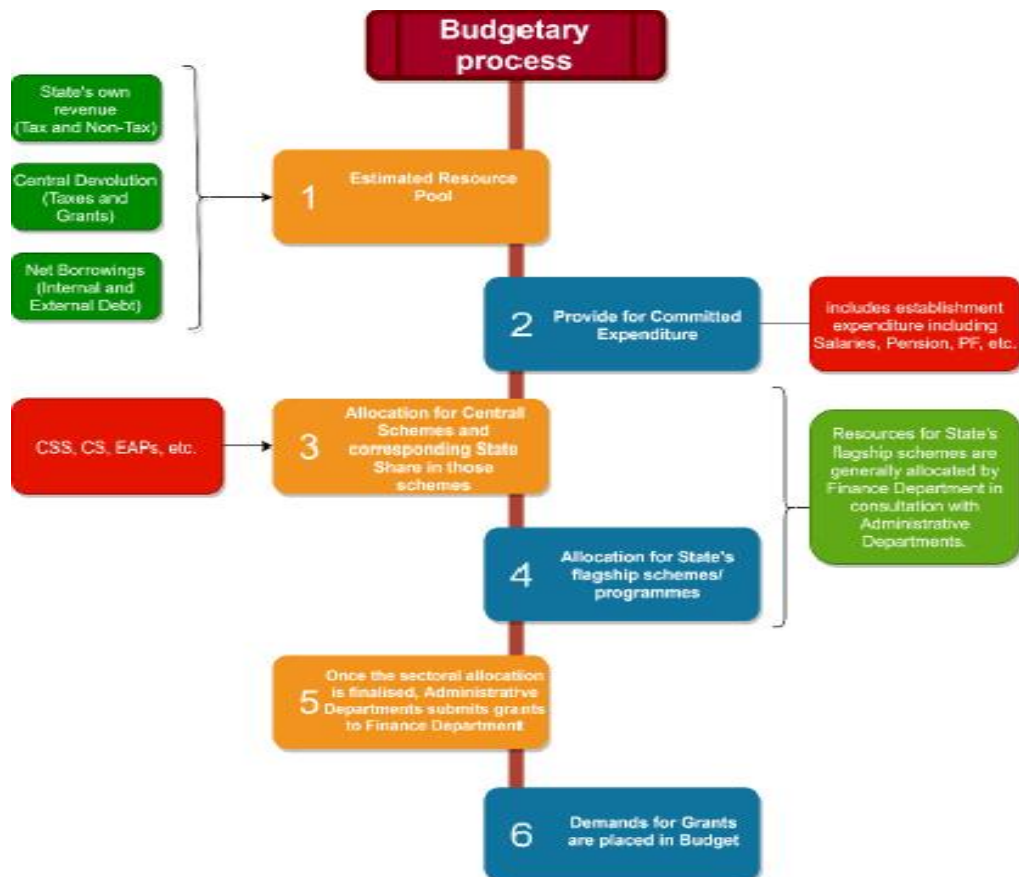 Budgetary
process
State's own
revenue
(Tax and Non-Tax)
Central Devolution
(Taxes and
Grants)
Net Borrowings
(Internal and
External Debt)
1
Estimated Resource
Pool
2
Provide for Committed
Expenditure
includes establishment
expenditure including
Salaries, Pension, PF, etc.
CSS, CS, EAPs, etc.
3
Allocation for Centrall
Schemes and
corresponding State
Share in those
schemes
Resources for State's
flagship schemes are
generally allocated by
Finance Department in
consultation with
Administrative
Departments.
4
Allocation for State's
flagship schemes/
programmes
5
Once the sectoral allocation
is finalised, Administrative
Departments submits grants
to Finance Department
6
Demands for Grants
are placed in Budget